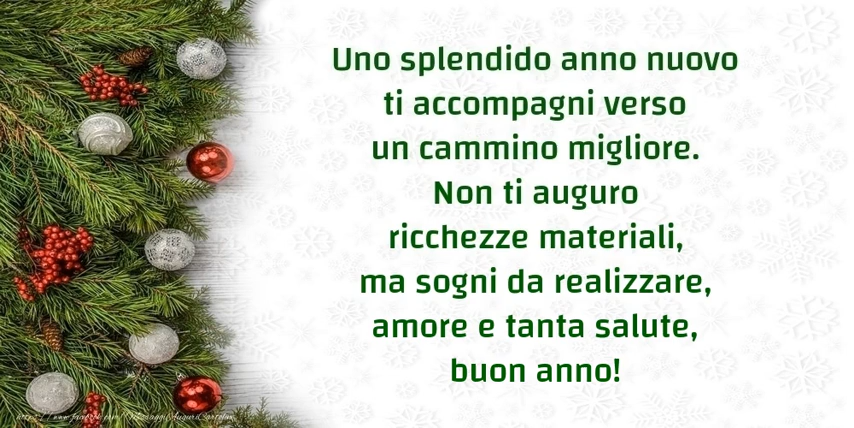 Uno splendido anno nuovo
ti accompagni verso
un cammino migliore.
Non ti auguro
ricchezze materiali,
ma sogni da realizzare,
amore e tanta salute,
buon anno!